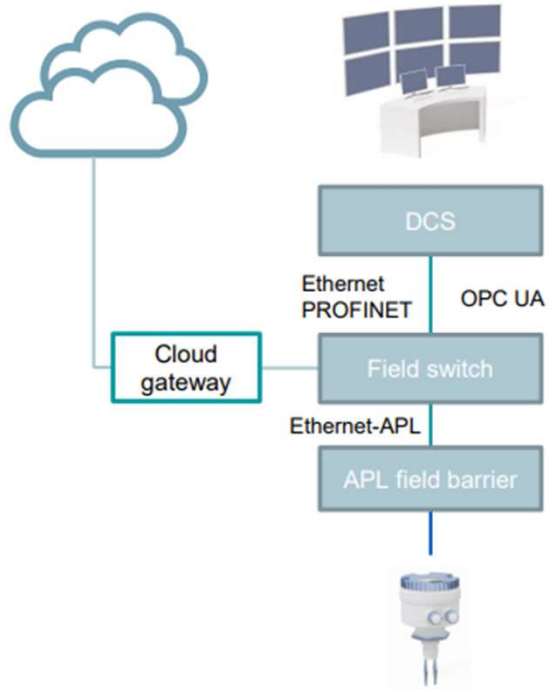 DCS
Ethernet
PROFINET
OPC UA
Cloud
gateway
Field switch
Ethernet-APL
APL field barrier